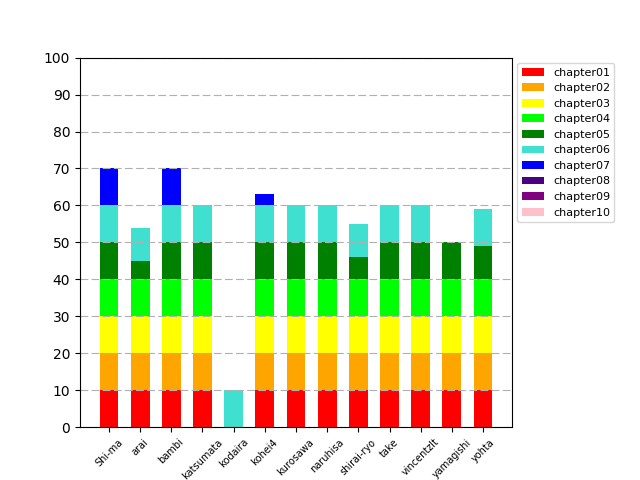 100
90
80
70
60
50
40
30
20
10
0
Shi-ma
arai
bambi
katsumata
kodaira
kohei4
kurosawa
naruhisa
shirai-ryo
take
vincentzlt
yamagishi
yohta
chapter01
chapter02
chapter03
chapter04
chapter05
chapter06
chapter07
chapter08
chapter09
chapter10